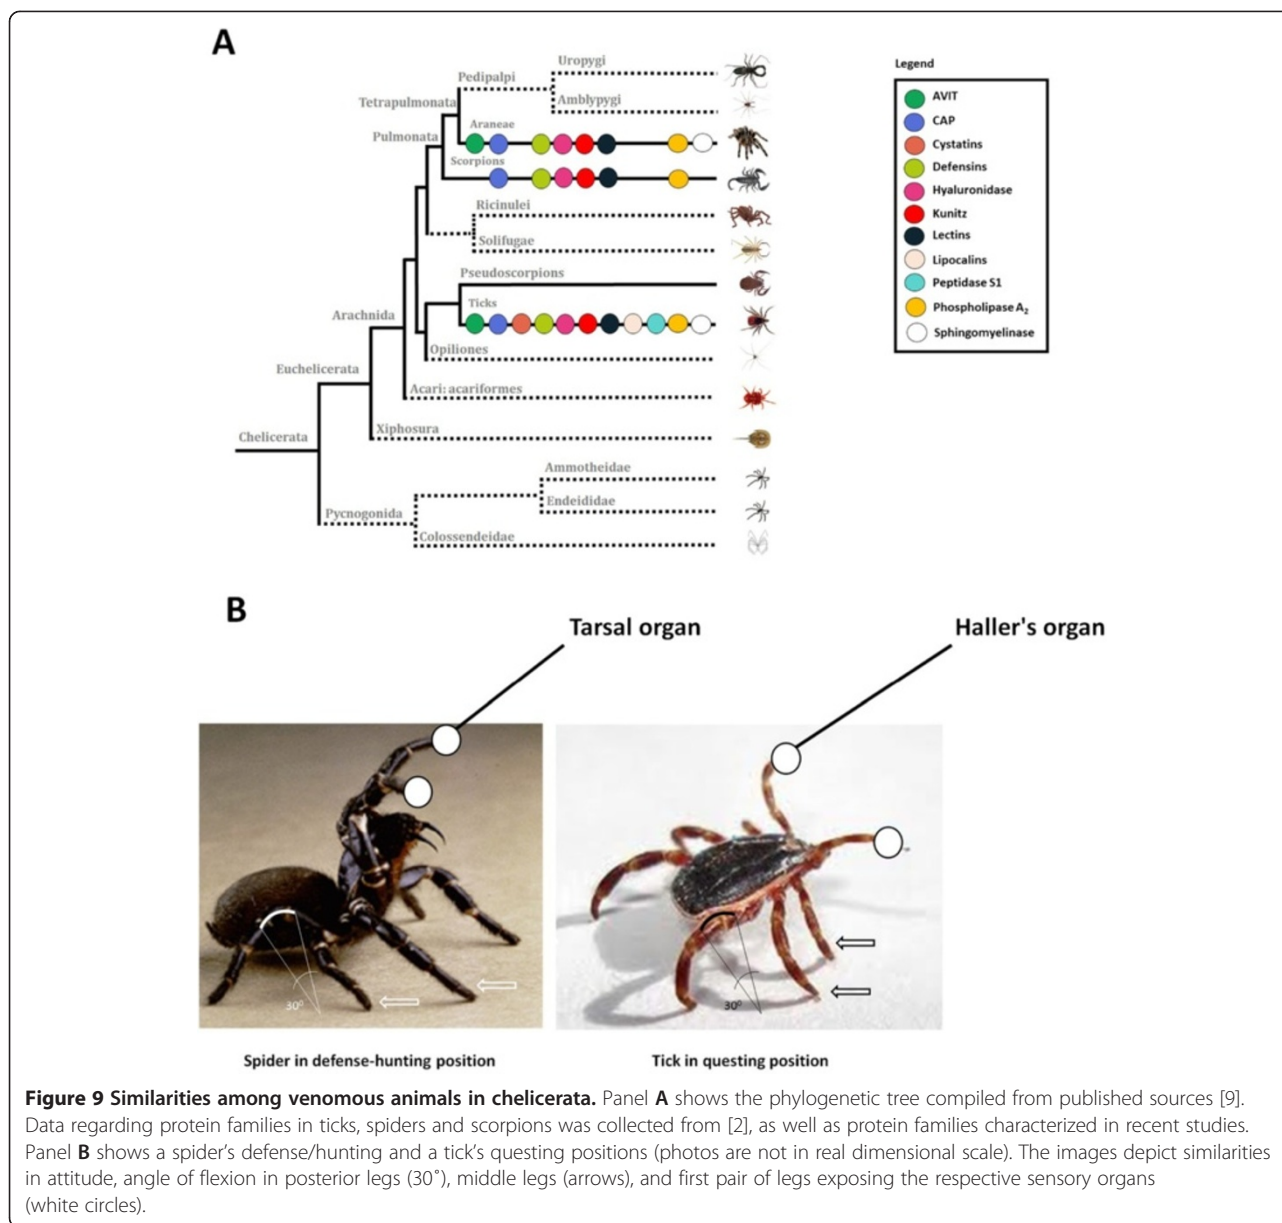 A
Uropygi
Pedipalpi
Amblypygi
Tetrapulmonata
Araneae
Pulmonata
Scorpions
Ricinulei
Solifugae
Pseudoscorpions
Ticks
Arachnida
Opiliones
Euchelicerata
Acari: acariformes
Xiphosura
Chelicerata
Ammotheidae
Endeididae
Pycnogonida
Colossendeidae
Legend
AVIT
CAP
Cystatins
Defensins
Hyaluronidase
Kunitz
Lectins
Lipocalins
Peptidase S1
Phospholipase A₂
Sphingomyelinase
B
Tarsal organ
Haller's organ
30⁰
30⁰
Spider in defense-hunting position
Tick in questing position
Figure 9 Similarities among venomous animals in chelicerata. Panel A shows the phylogenetic tree compiled from published sources [9].
Data regarding protein families in ticks, spiders and scorpions was collected from [2], as well as protein families characterized in recent studies.
Panel B shows a spider's defense/hunting and a tick's questing positions (photos are not in real dimensional scale). The images depict similarities
in attitude, angle of flexion in posterior legs (30˚), middle legs (arrows), and first pair of legs exposing the respective sensory organs
(white circles).